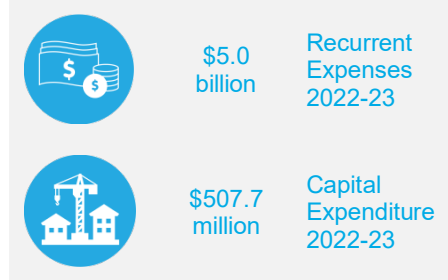 $
$
$5.0
billion
Recurrent
Expenses
2022-23
$507.7
million
Capital
Expenditure
2022-23